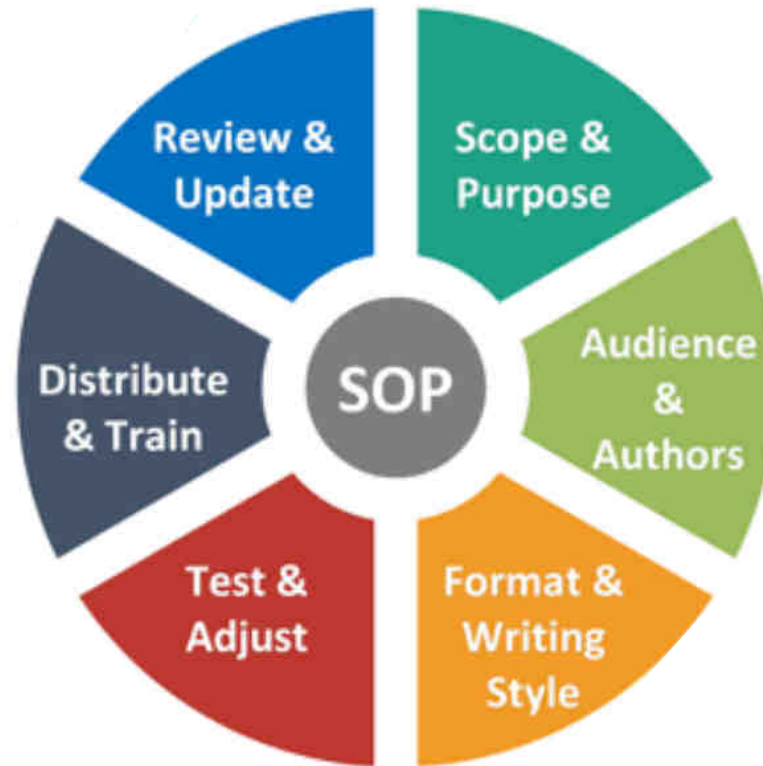 Scope &
Purpose
Audience
&
Authors
Format &
Writing
Style
Test &
Adjust
Distribute
& Train
Review &
Update
SOP